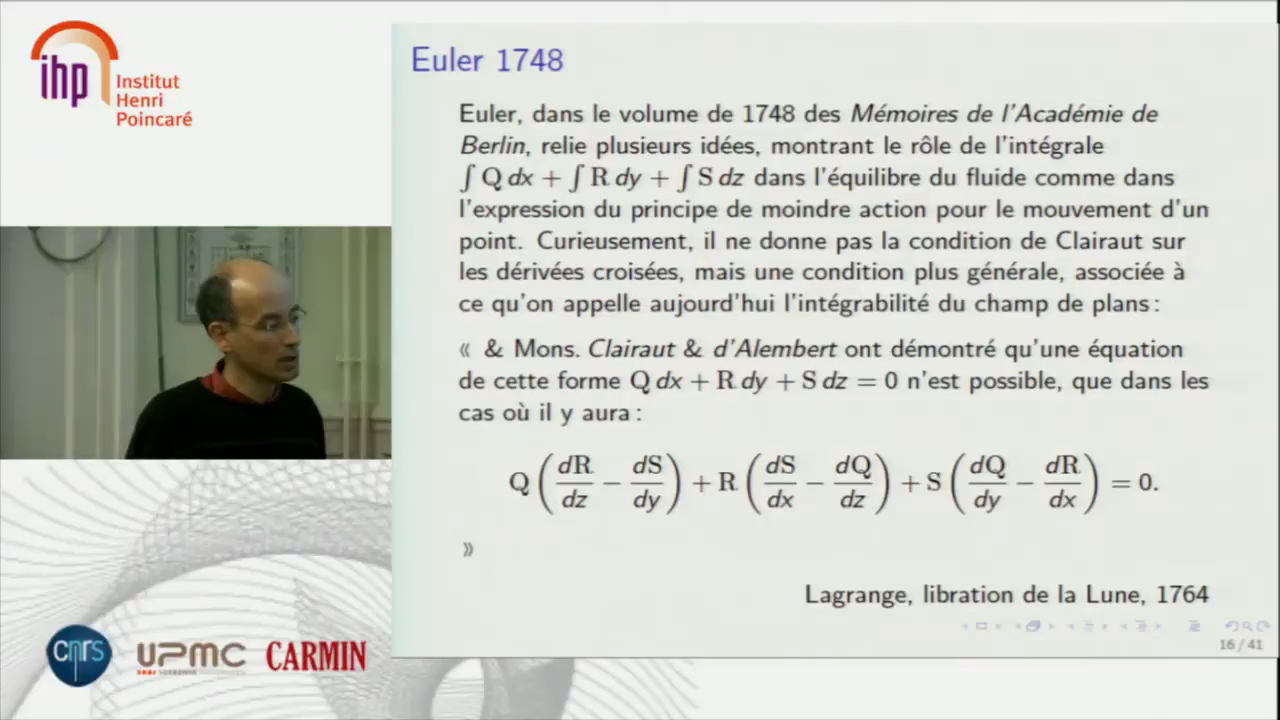 ihp
Institut
Henri
Poincaré
Euler 1748
Euler, dans le volume de 1748 des Mémoires de l'Académie de
Berlin, relie plusieurs idées, montrant le rôle de l'intégrale
∫ Q dx + ∫ R dy + ∫ S dz dans l'équilibre du fluide comme dans
l'expression du principe de moindre action pour le mouvement d'un
point. Curieusement, il ne donne pas la condition de Clairaut sur
les dérivées croisées, mais une condition plus générale, associée à
ce qu'on appelle aujourd'hui l'intégrabilité du champ de plans :
« & Mons. Clairaut & d'Alembert ont démontré qu'une équation
de cette forme Q dx + R dy + S dz = 0 n'est possible, que dans les
cas où il y aura :
Q (dR/dz − dS/dy) + R (dS/dx − dQ/dz) + S (dQ/dy − dR/dx) = 0.
»
Lagrange, libration de la Lune, 1764
16 / 41
cnrs
UPMC
CARMIN